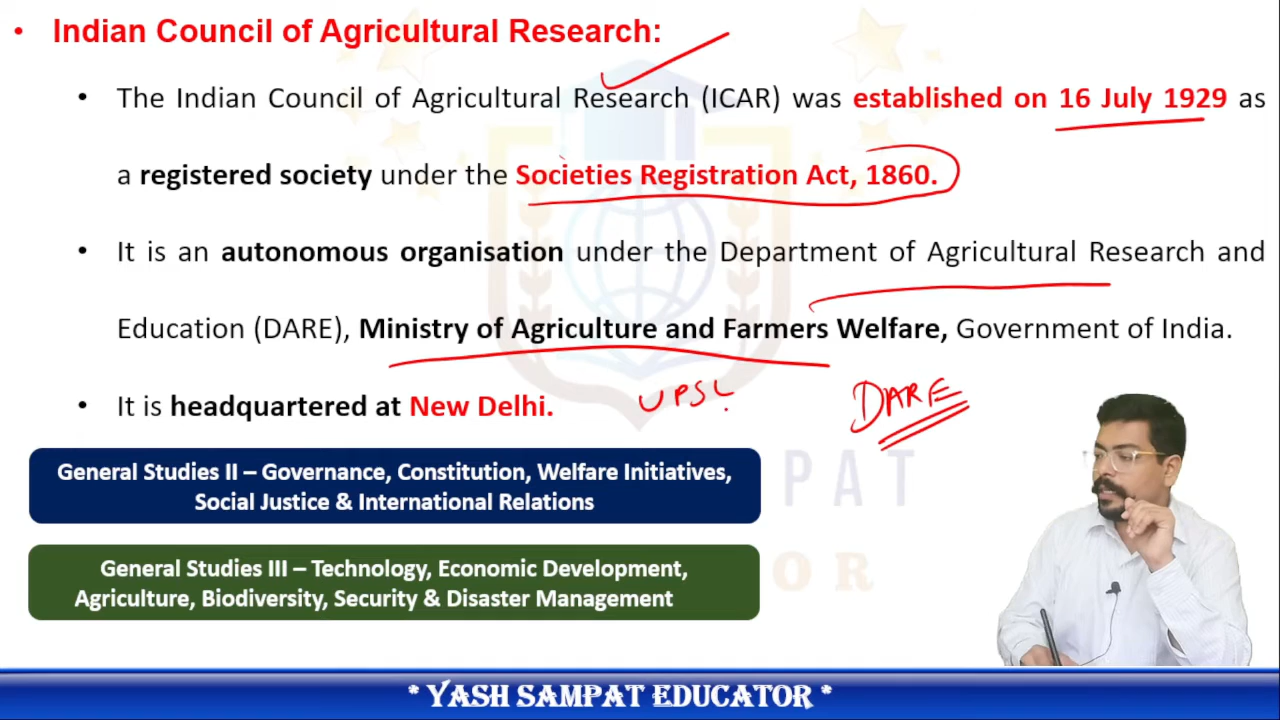 • Indian Council of Agricultural Research:
• The Indian Council of Agricultural Research (ICAR) was established on 16 July 1929 as
a registered society under the Societies Registration Act, 1860.
• It is an autonomous organisation under the Department of Agricultural Research and
Education (DARE), Ministry of Agriculture and Farmers Welfare, Government of India.
• It is headquartered at New Delhi.
UPSC
DARE
General Studies II – Governance, Constitution, Welfare Initiatives,
Social Justice & International Relations
PAT
General Studies III – Technology, Economic Development,
Agriculture, Biodiversity, Security & Disaster Management
OR
* YASH SAMPAT EDUCATOR *